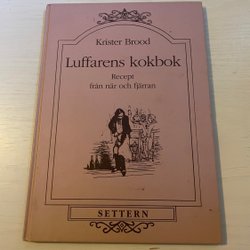 Krister Brood
Luffarens kokbok
Recept
från när och fjärran
SETTERN